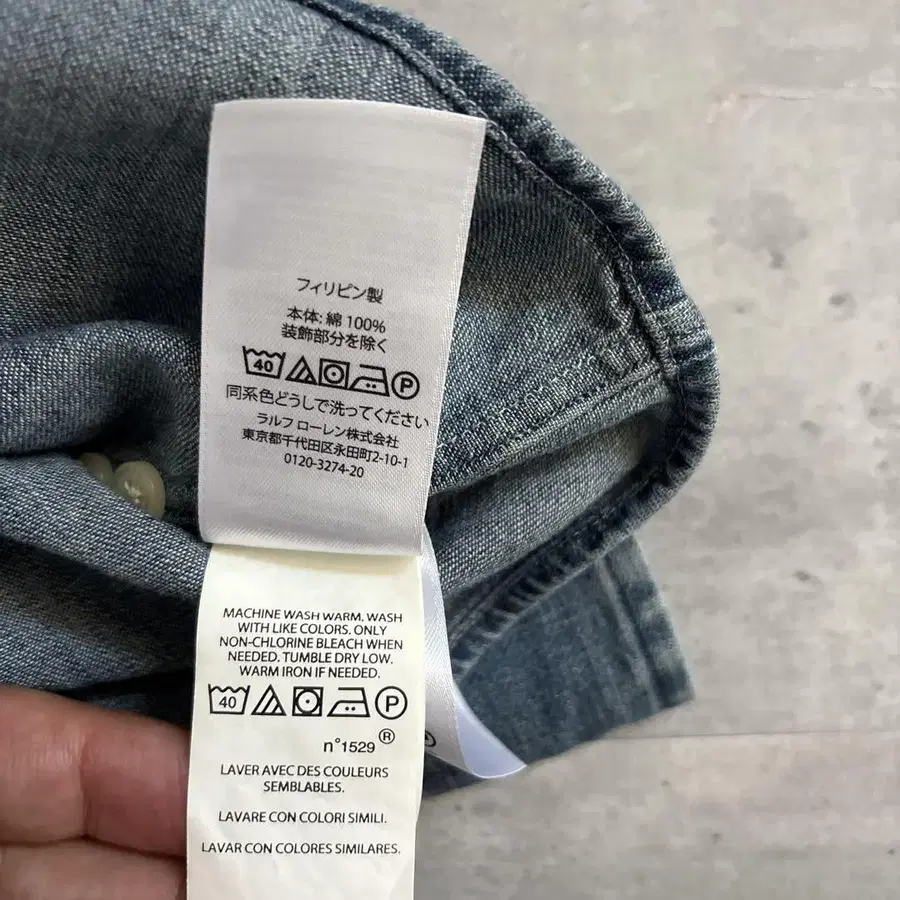 フィリピン製
本体: 綿 100%
装飾部分を除く
40 P
同系色どうしで洗ってください
ラルフ ローレン株式会社
東京都千代田区永田町2-10-1
0120-3274-20
MACHINE WASH WARM. WASH
WITH LIKE COLORS. ONLY
NON-CHLORINE BLEACH WHEN
NEEDED. TUMBLE DRY LOW.
WARM IRON IF NEEDED.
40 P
n°1529 ®
LAVER AVEC DES COULEURS
SEMBLABLES.
LAVARE CON COLORI SIMILI.
LAVAR CON COLORES SIMILARES.